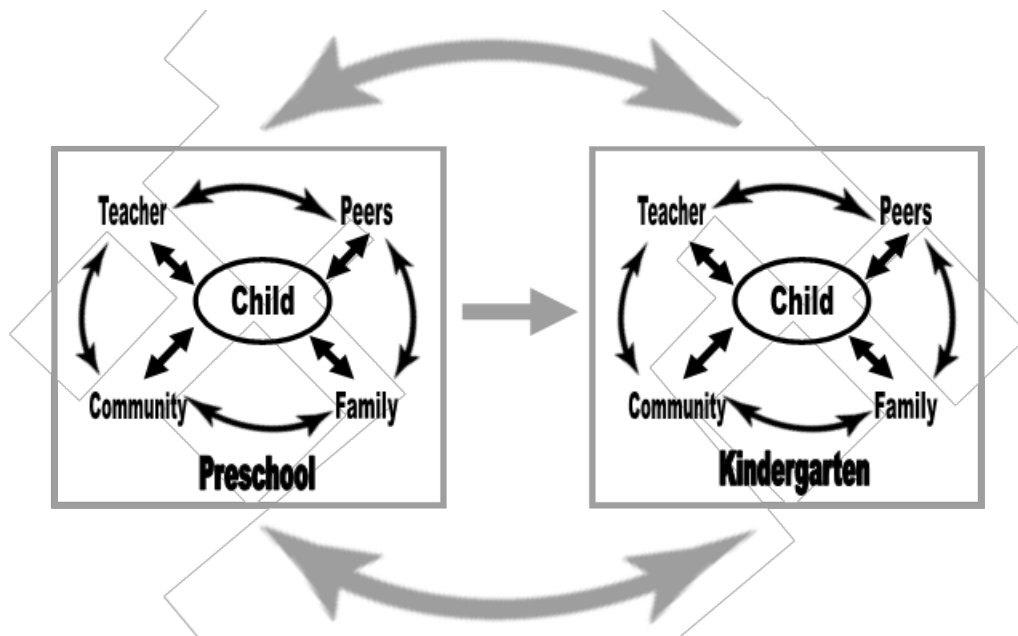 Teacher Peers
Child
Community Family
Preschool
Teacher Peers
Child
Community Family
Kindergarten